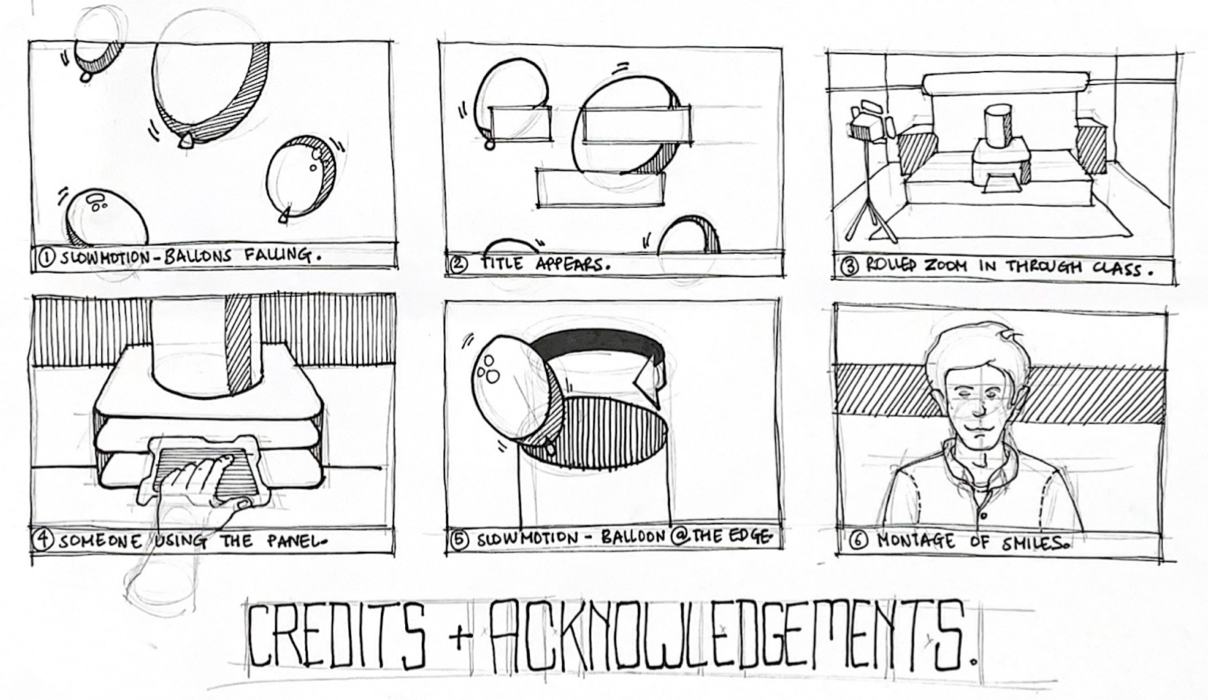 ① SLOWMOTION - BALLONS FALLING.
② TITLE APPEARS.
③ ROLLED ZOOM IN THROUGH CLASS.
④ SOMEONE USING THE PANEL.
⑤ SLOWMOTION - BALLOON @ THE EDGE
⑥ MONTAGE OF SMILES.
CREDITS + ACKNOWLEDGEMENTS.